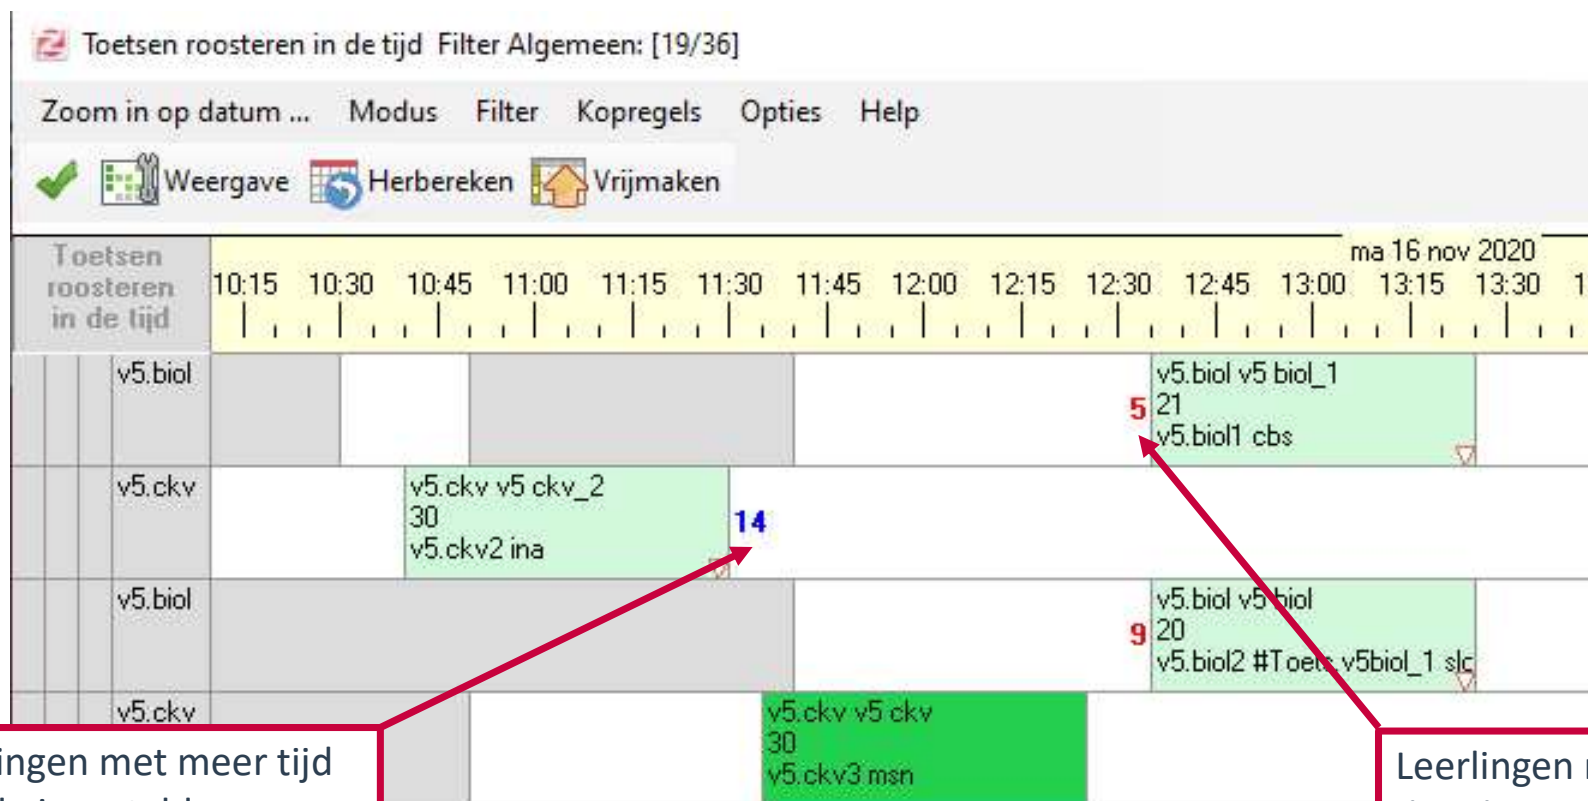 Toetsen roosteren in de tijd Filter Algemeen: [19/36]
Zoom in op datum ... Modus Filter Kopregels Opties Help
Weergave Herbereken Vrijmaken
Toetsen
roosteren
in de tijd
ma 16 nov 2020
10:15 10:30 10:45 11:00 11:15 11:30 11:45 12:00 12:15 12:30 12:45 13:00 13:15 13:30
v5.biol
5
v5.biol v5 biol_1
21
v5.biol1 cbs
v5.ckv
v5.ckv v5 ckv_2
30
v5.ckv2 ina
14
v5.biol
9
v5.biol v5 biol
20
v5.biol2 #Toets.v5biol_1 slc
v5.ckv
v5.ckv v5 ckv
30
v5.ckv3 msn
ingen met meer tijd
Leerlingen